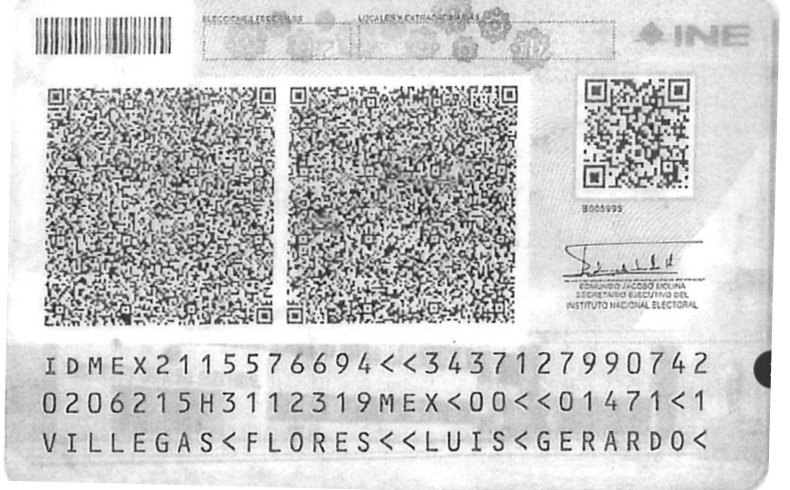 ELECCIONES FEDERALES LOCALES Y EXTRAORDINARIAS
INE
B005995
EDMUNDO JACOBO MOLINA
SECRETARIO EJECUTIVO DEL
INSTITUTO NACIONAL ELECTORAL
IDMEX2115576694<<3437127990742
0206215H3112319MEX<00<<01471<1
VILLEGAS<FLORES<<LUIS<GERARDO<